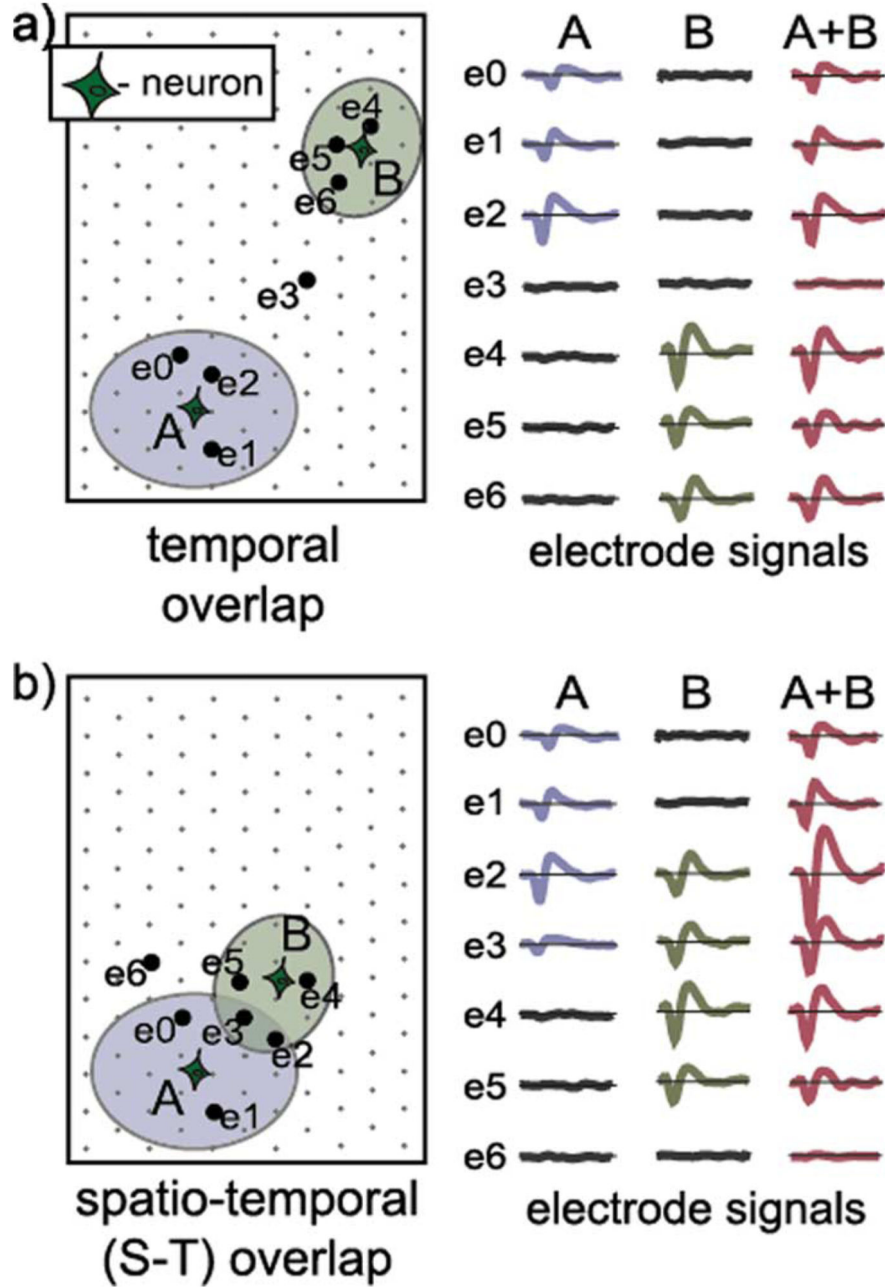 a)
- neuron
e4
e5
B
e6
e3
e0
e2
A
e1
temporal
overlap
A B A+B
e0
e1
e2
e3
e4
e5
e6
electrode signals
b)
B
e5
e6
e4
e0
e3
e2
A
e1
spatio-temporal
(S-T) overlap
A B A+B
e0
e1
e2
e3
e4
e5
e6
electrode signals